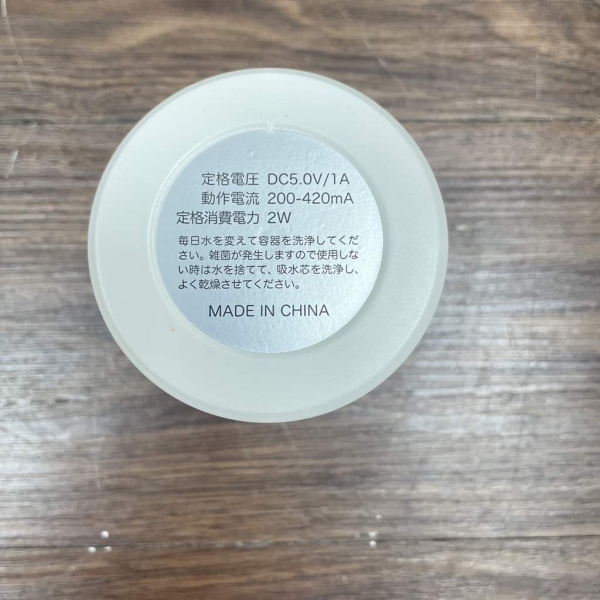 定格電圧 DC5.0V/1A
動作電流 200-420mA
定格消費電力 2W
毎日水を変えて容器を洗浄してくだ
さい。雑菌が発生しますので使用しな
い時は水を捨てて、吸水芯を洗浄し、
よく乾燥させてください。
MADE IN CHINA